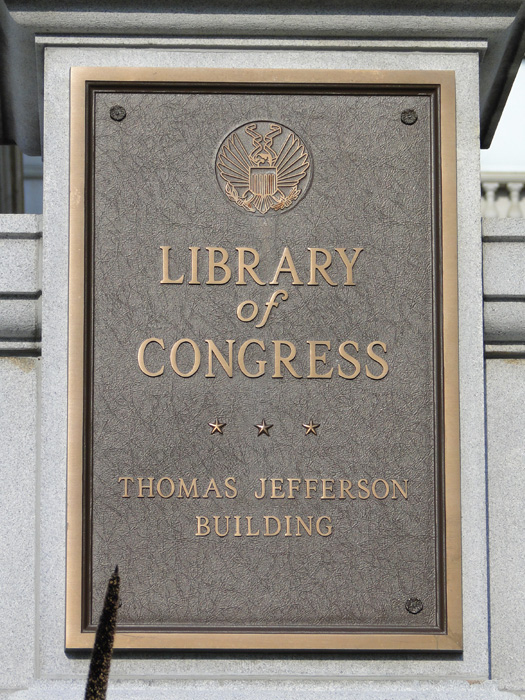 LIBRARY
of
CONGRESS
THOMAS JEFFERSON
BUILDING